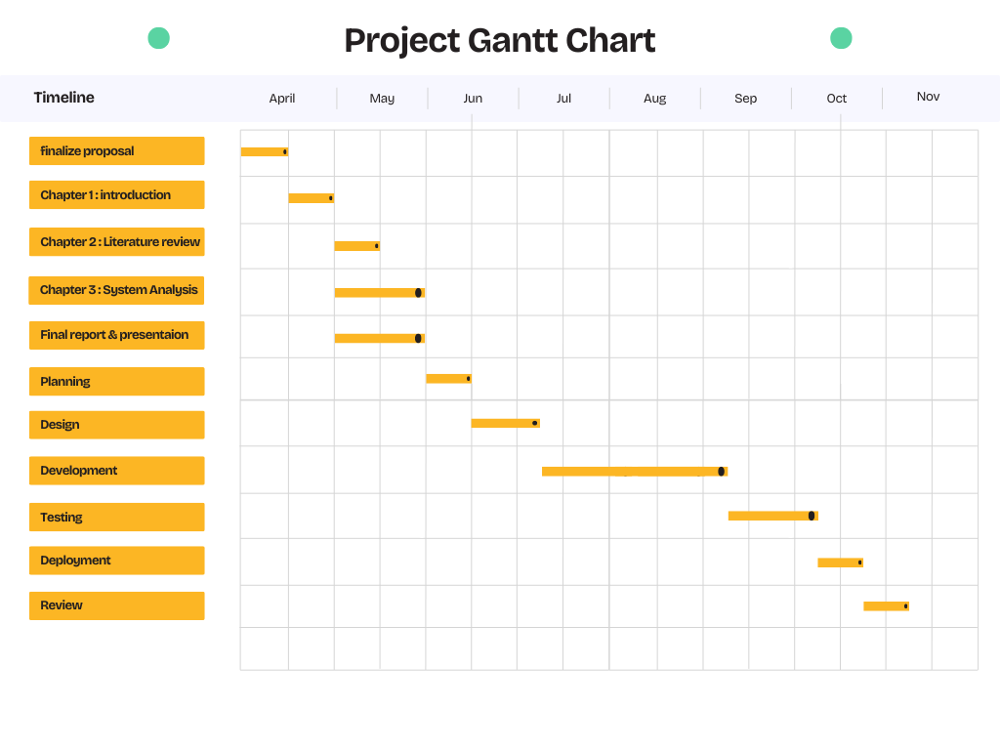 Project Gantt Chart
Timeline April May Jun Jul Aug Sep Oct Nov
finalize proposal
Chapter 1 : introduction
Chapter 2 : Literature review
Chapter 3 : System Analysis
Final report & presentaion
Planning
Design
Development
Testing
Deployment
Review